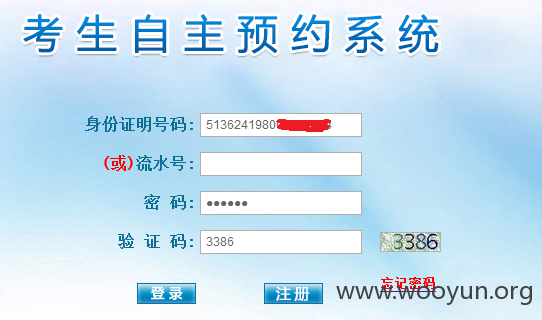 考生自主预约系统
身份证明号码: 5136241980
(或)流水号:
密 码: ●●●●●●
验 证 码: 3386 3386
忘记密码
登录 注册
www.wooyun.org